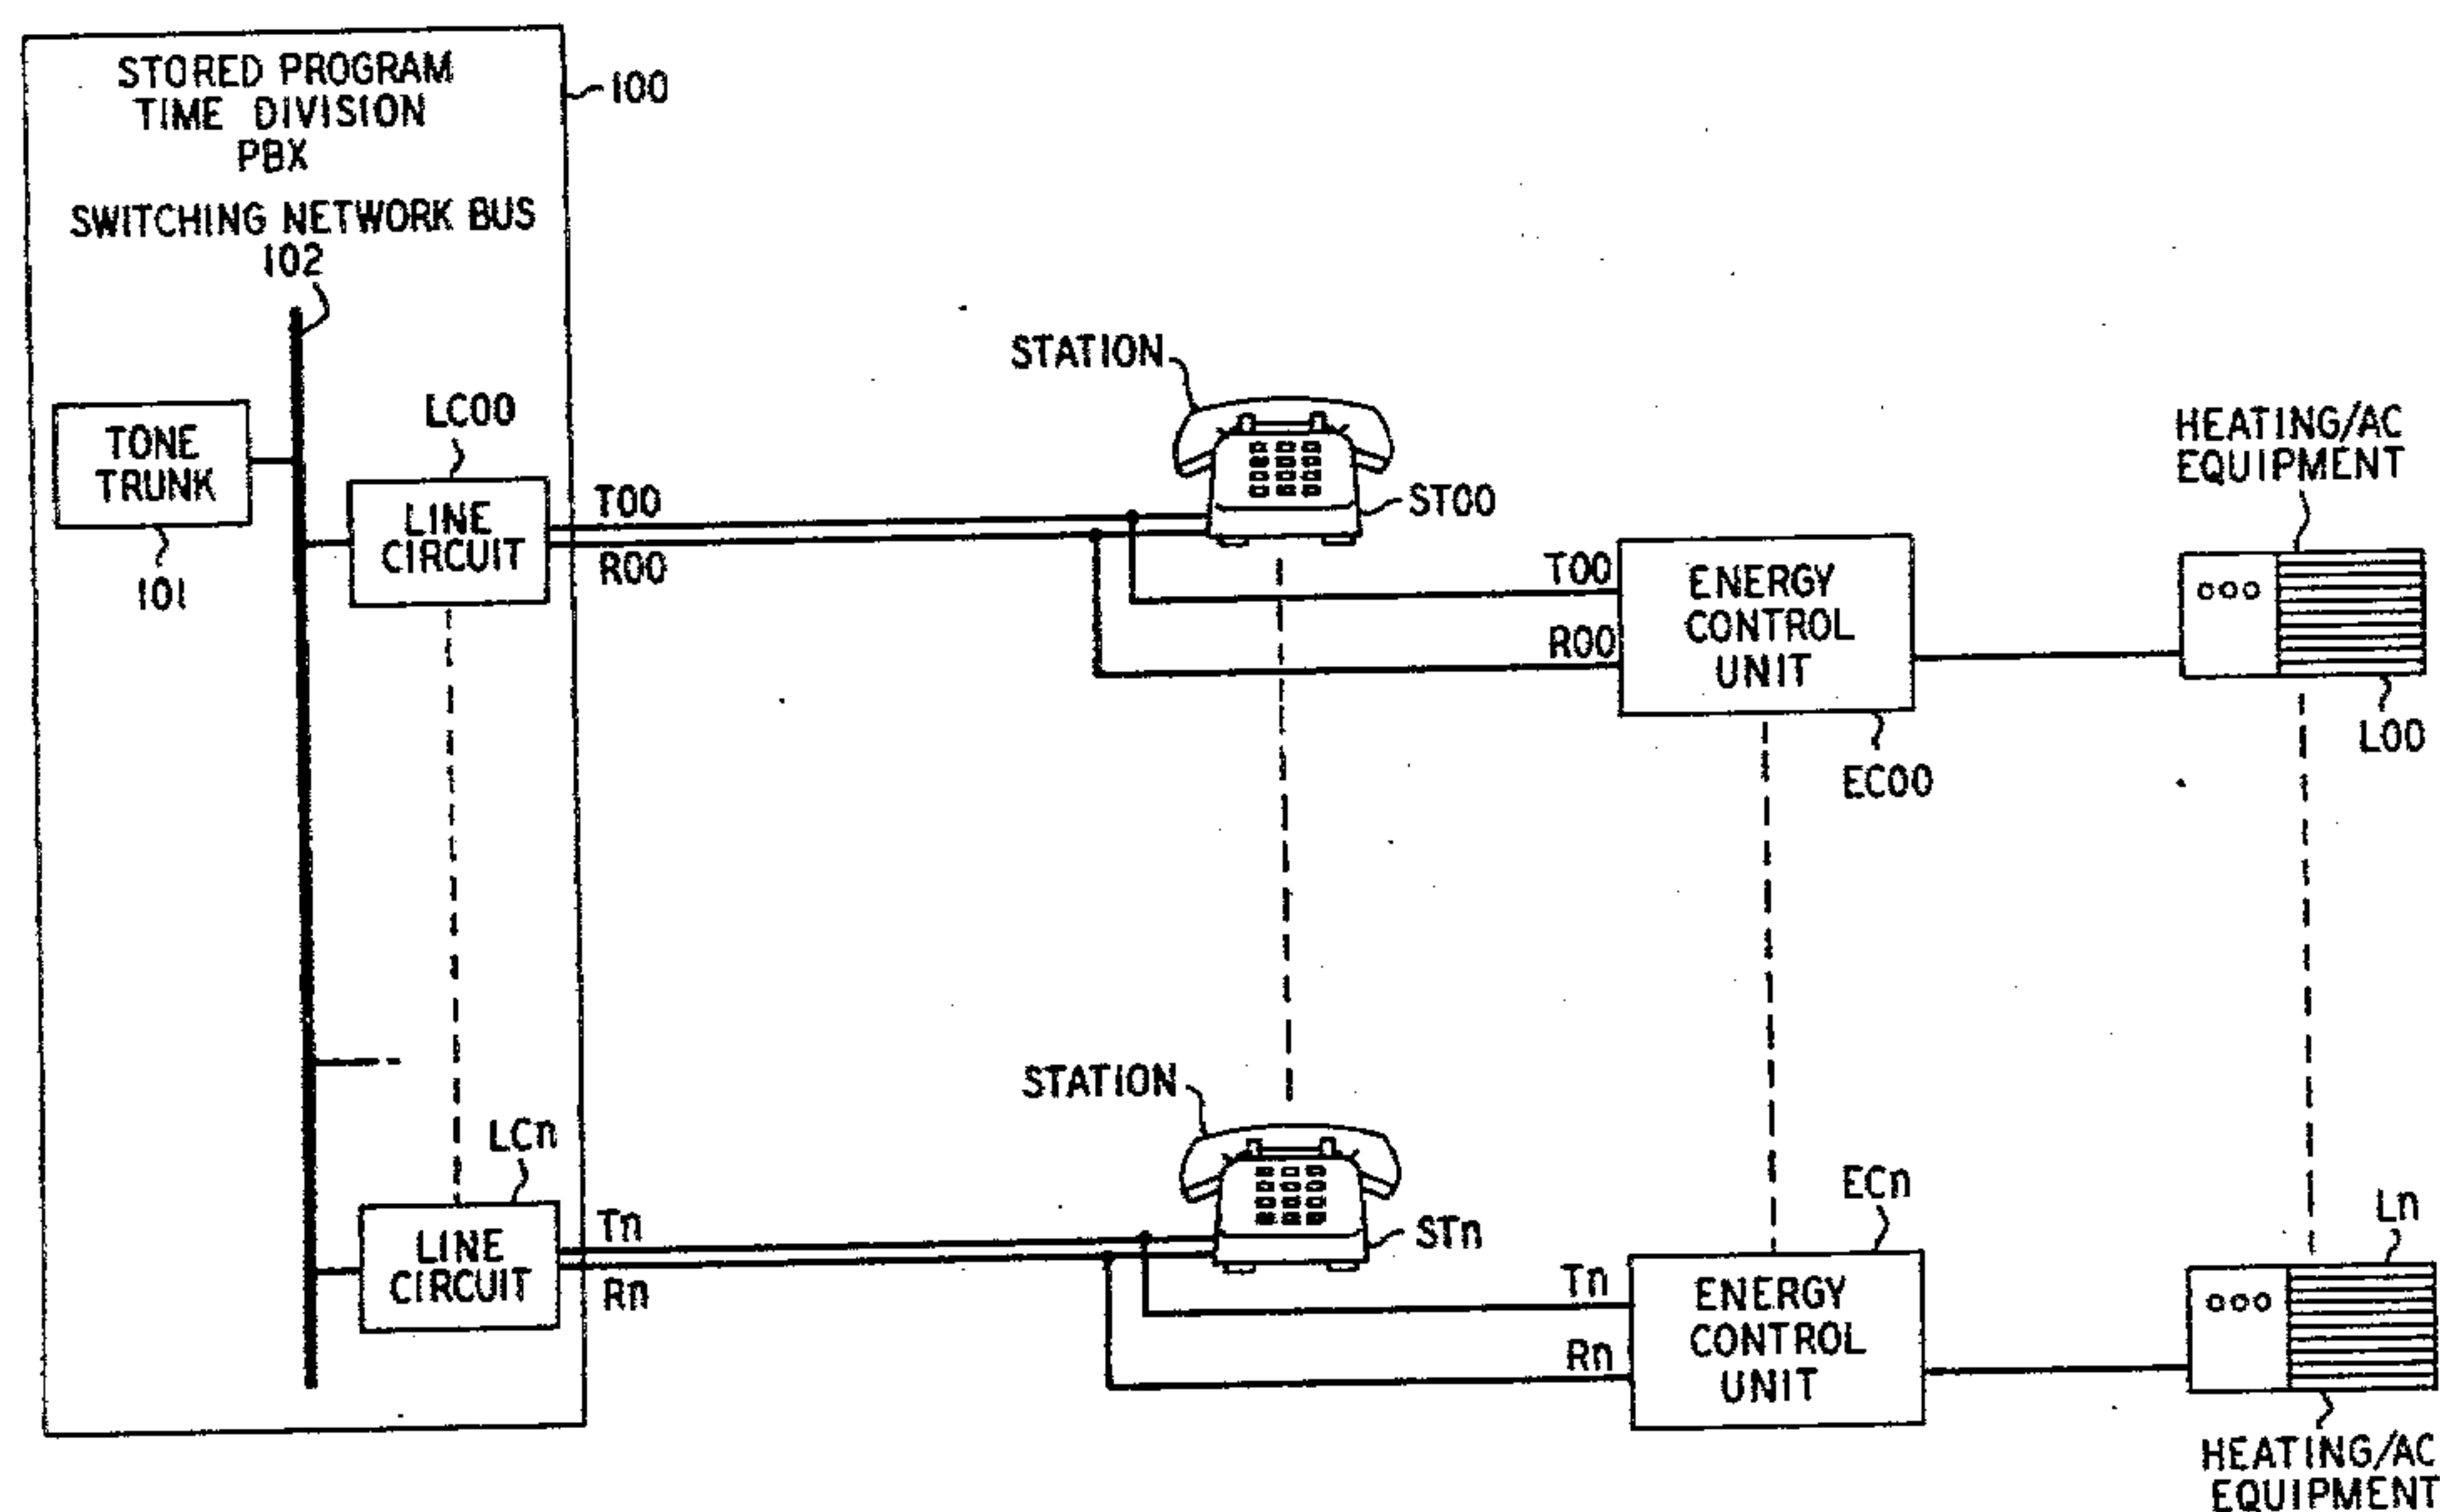 STORED PROGRAM
TIME DIVISION
PBX
100
SWITCHING NETWORK BUS
102
TONE
TRUNK
101
LC00
LINE
CIRCUIT
T00
R00
STATION
ST00
T00
R00
ENERGY
CONTROL
UNIT
EC00
HEATING/AC
EQUIPMENT
L00
LCn
LINE
CIRCUIT
Tn
Rn
STATION
STn
Tn
Rn
ECn
ENERGY
CONTROL
UNIT
Ln
HEATING/AC
EQUIPMENT